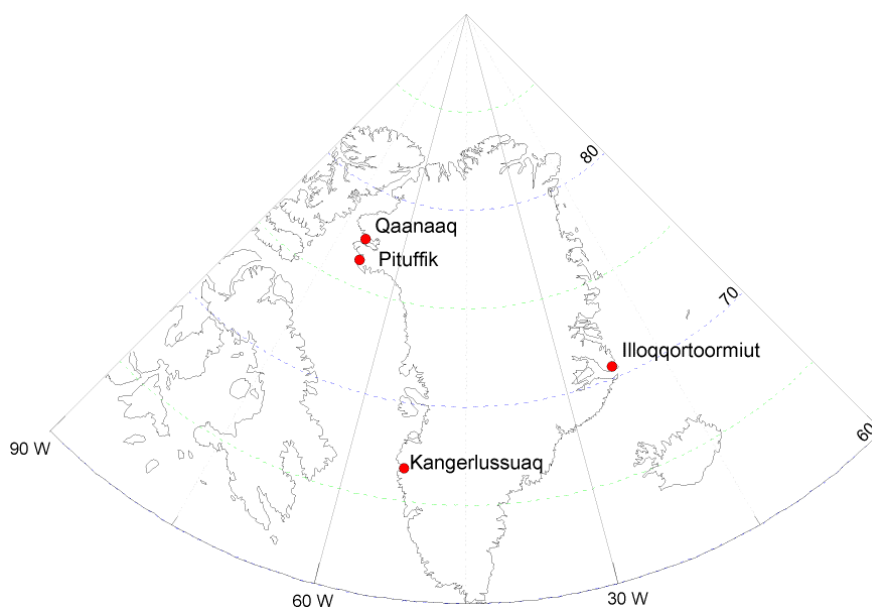 80
Qaanaaq
Pituffik
70
Illoqqortoormiut
60
90 W
Kangerlussuaq
60 W
30 W